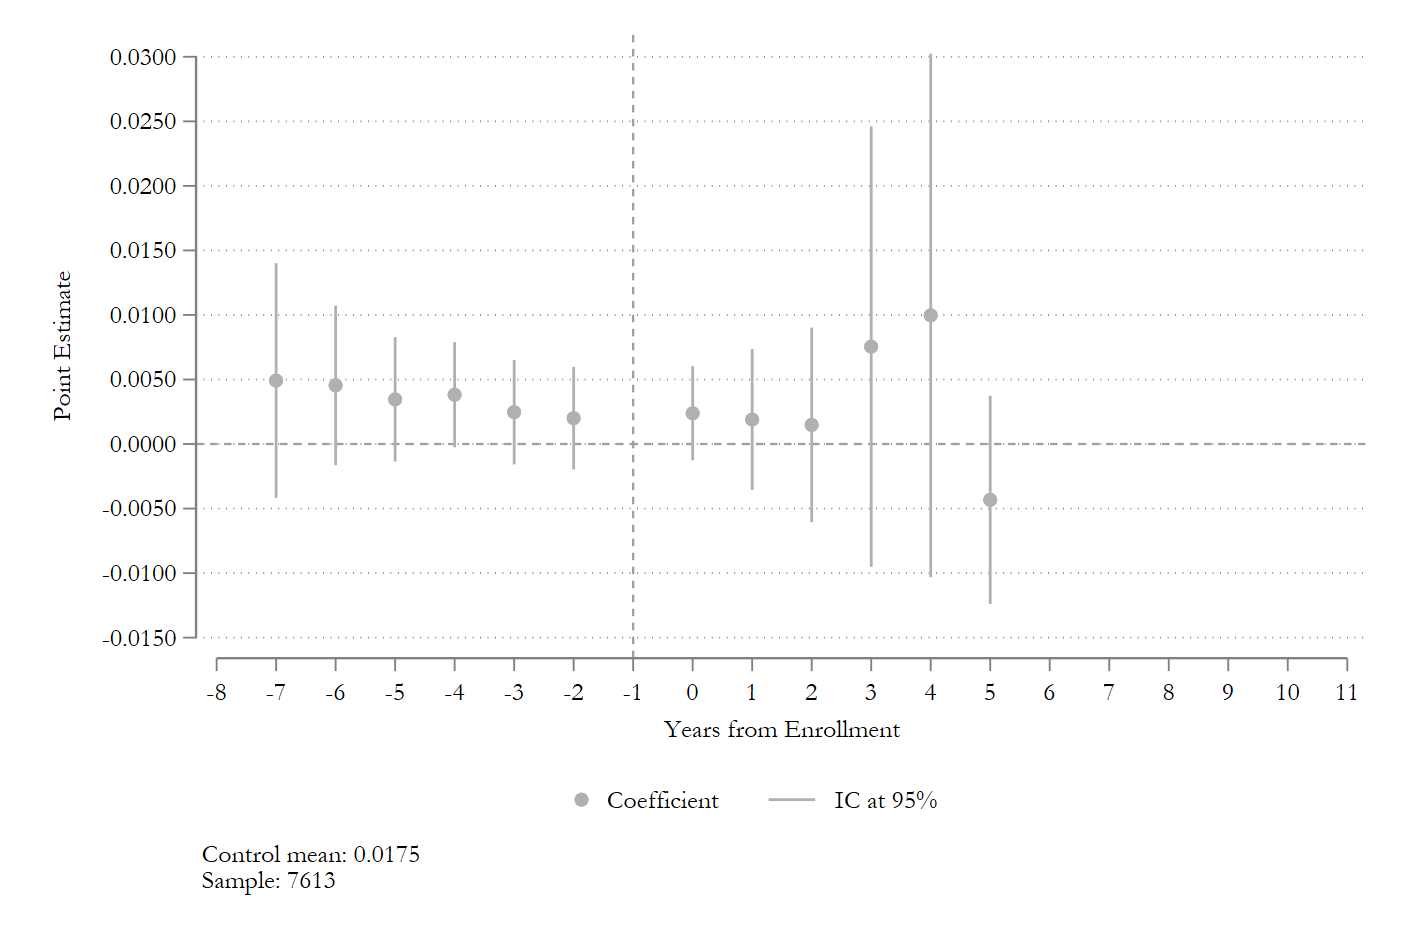 0.0300
0.0250
0.0200
0.0150
0.0100
0.0050
0.0000
-0.0050
-0.0100
-0.0150
Point Estimate
-8 -7 -6 -5 -4 -3 -2 -1 0 1 2 3 4 5 6 7 8 9 10 11
Years from Enrollment
Coefficient IC at 95%
Control mean: 0.0175
Sample: 7613